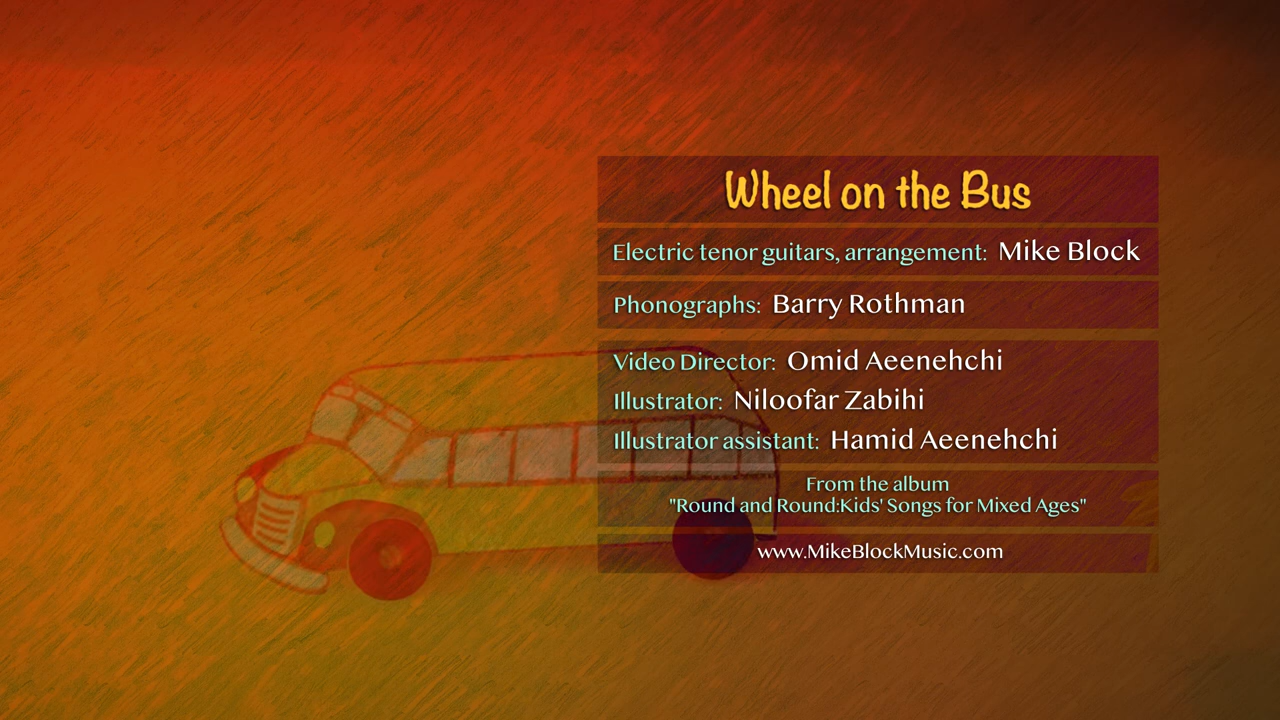 Wheel on the Bus
Electric tenor guitars, arrangement: Mike Block
Phonographs: Barry Rothman
Video Director: Omid Aeenehchi
Illustrator: Niloofar Zabihi
Illustrator assistant: Hamid Aeenehchi
From the album
"Round and Round:Kids' Songs for Mixed Ages"
www.MikeBlockMusic.com